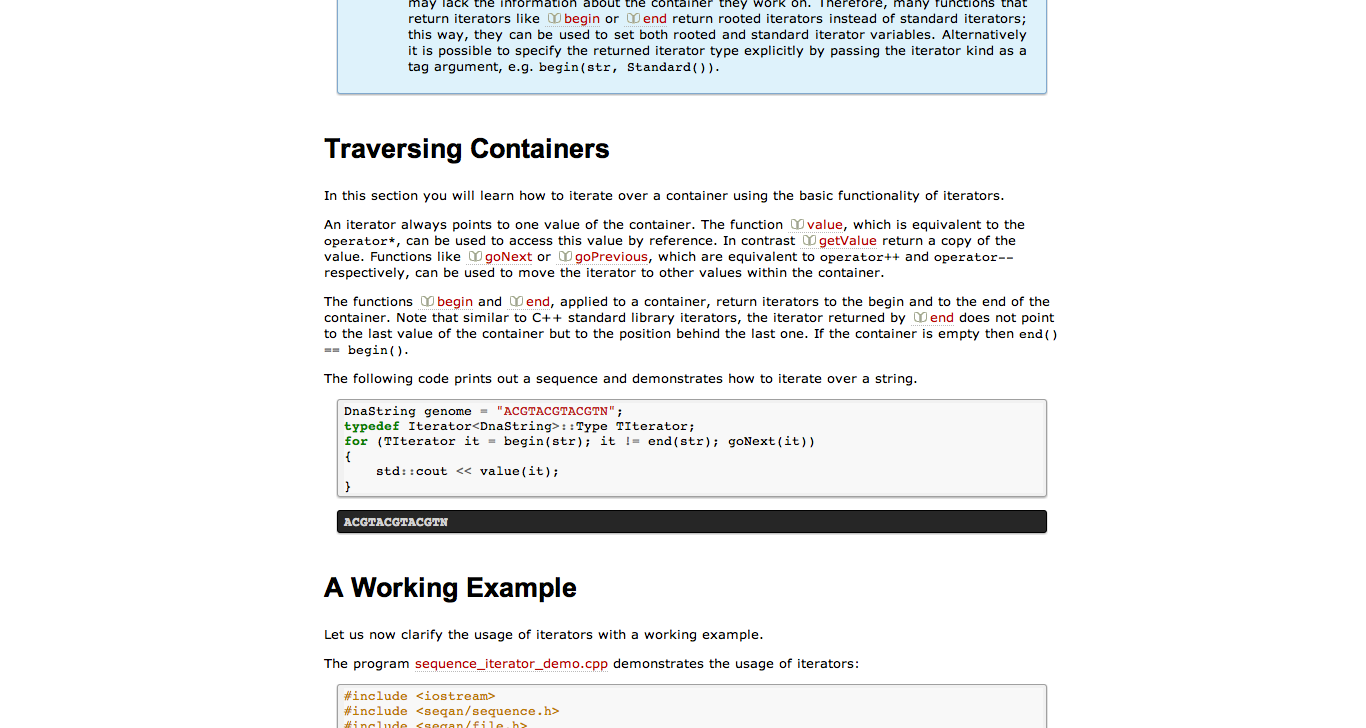 may lack the information about the container they work on. Therefore, many functions that
return iterators like begin or end return rooted iterators instead of standard iterators;
this way, they can be used to set both rooted and standard iterator variables. Alternatively
it is possible to specify the returned iterator type explicitly by passing the iterator kind as a
tag argument, e.g. begin(str, Standard()).
Traversing Containers
In this section you will learn how to iterate over a container using the basic functionality of iterators.
An iterator always points to one value of the container. The function value, which is equivalent to the
operator*, can be used to access this value by reference. In contrast getValue return a copy of the
value. Functions like goNext or goPrevious, which are equivalent to operator++ and operator--
respectively, can be used to move the iterator to other values within the container.
The functions begin and end, applied to a container, return iterators to the begin and to the end of the
container. Note that similar to C++ standard library iterators, the iterator returned by end does not point
to the last value of the container but to the position behind the last one. If the container is empty then end()
== begin().
The following code prints out a sequence and demonstrates how to iterate over a string.
DnaString genome = "ACGTACGTACGTN";
typedef Iterator<DnaString>::Type TIterator;
for (TIterator it = begin(str); it != end(str); goNext(it))
{
    std::cout << value(it);
}
ACGTACGTACGTN
A Working Example
Let us now clarify the usage of iterators with a working example.
The program sequence_iterator_demo.cpp demonstrates the usage of iterators:
#include <iostream>
#include <seqan/sequence.h>
#include <seqan/file.h>